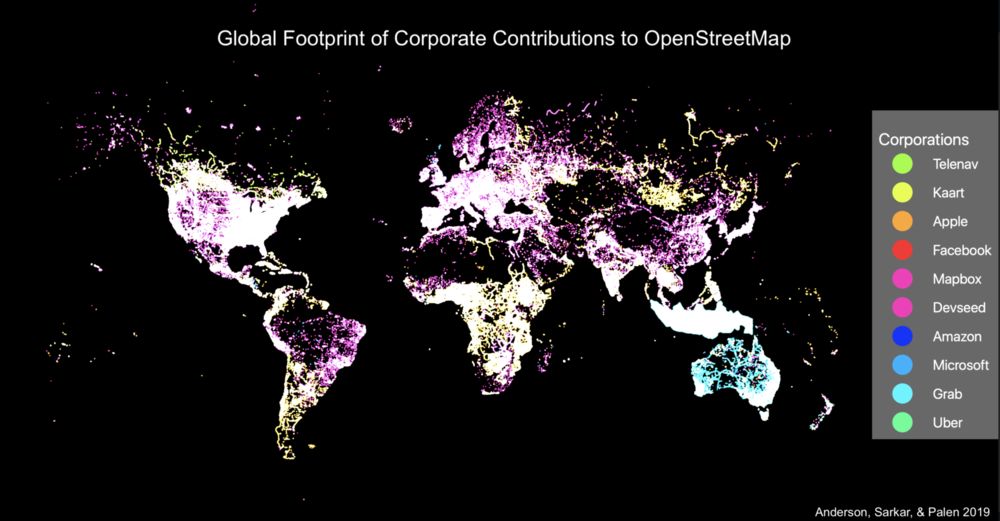 Global Footprint of Corporate Contributions to OpenStreetMap
Corporations
Telenav
Kaart
Apple
Facebook
Mapbox
Devseed
Amazon
Microsoft
Grab
Uber
Anderson, Sarkar, & Palen 2019